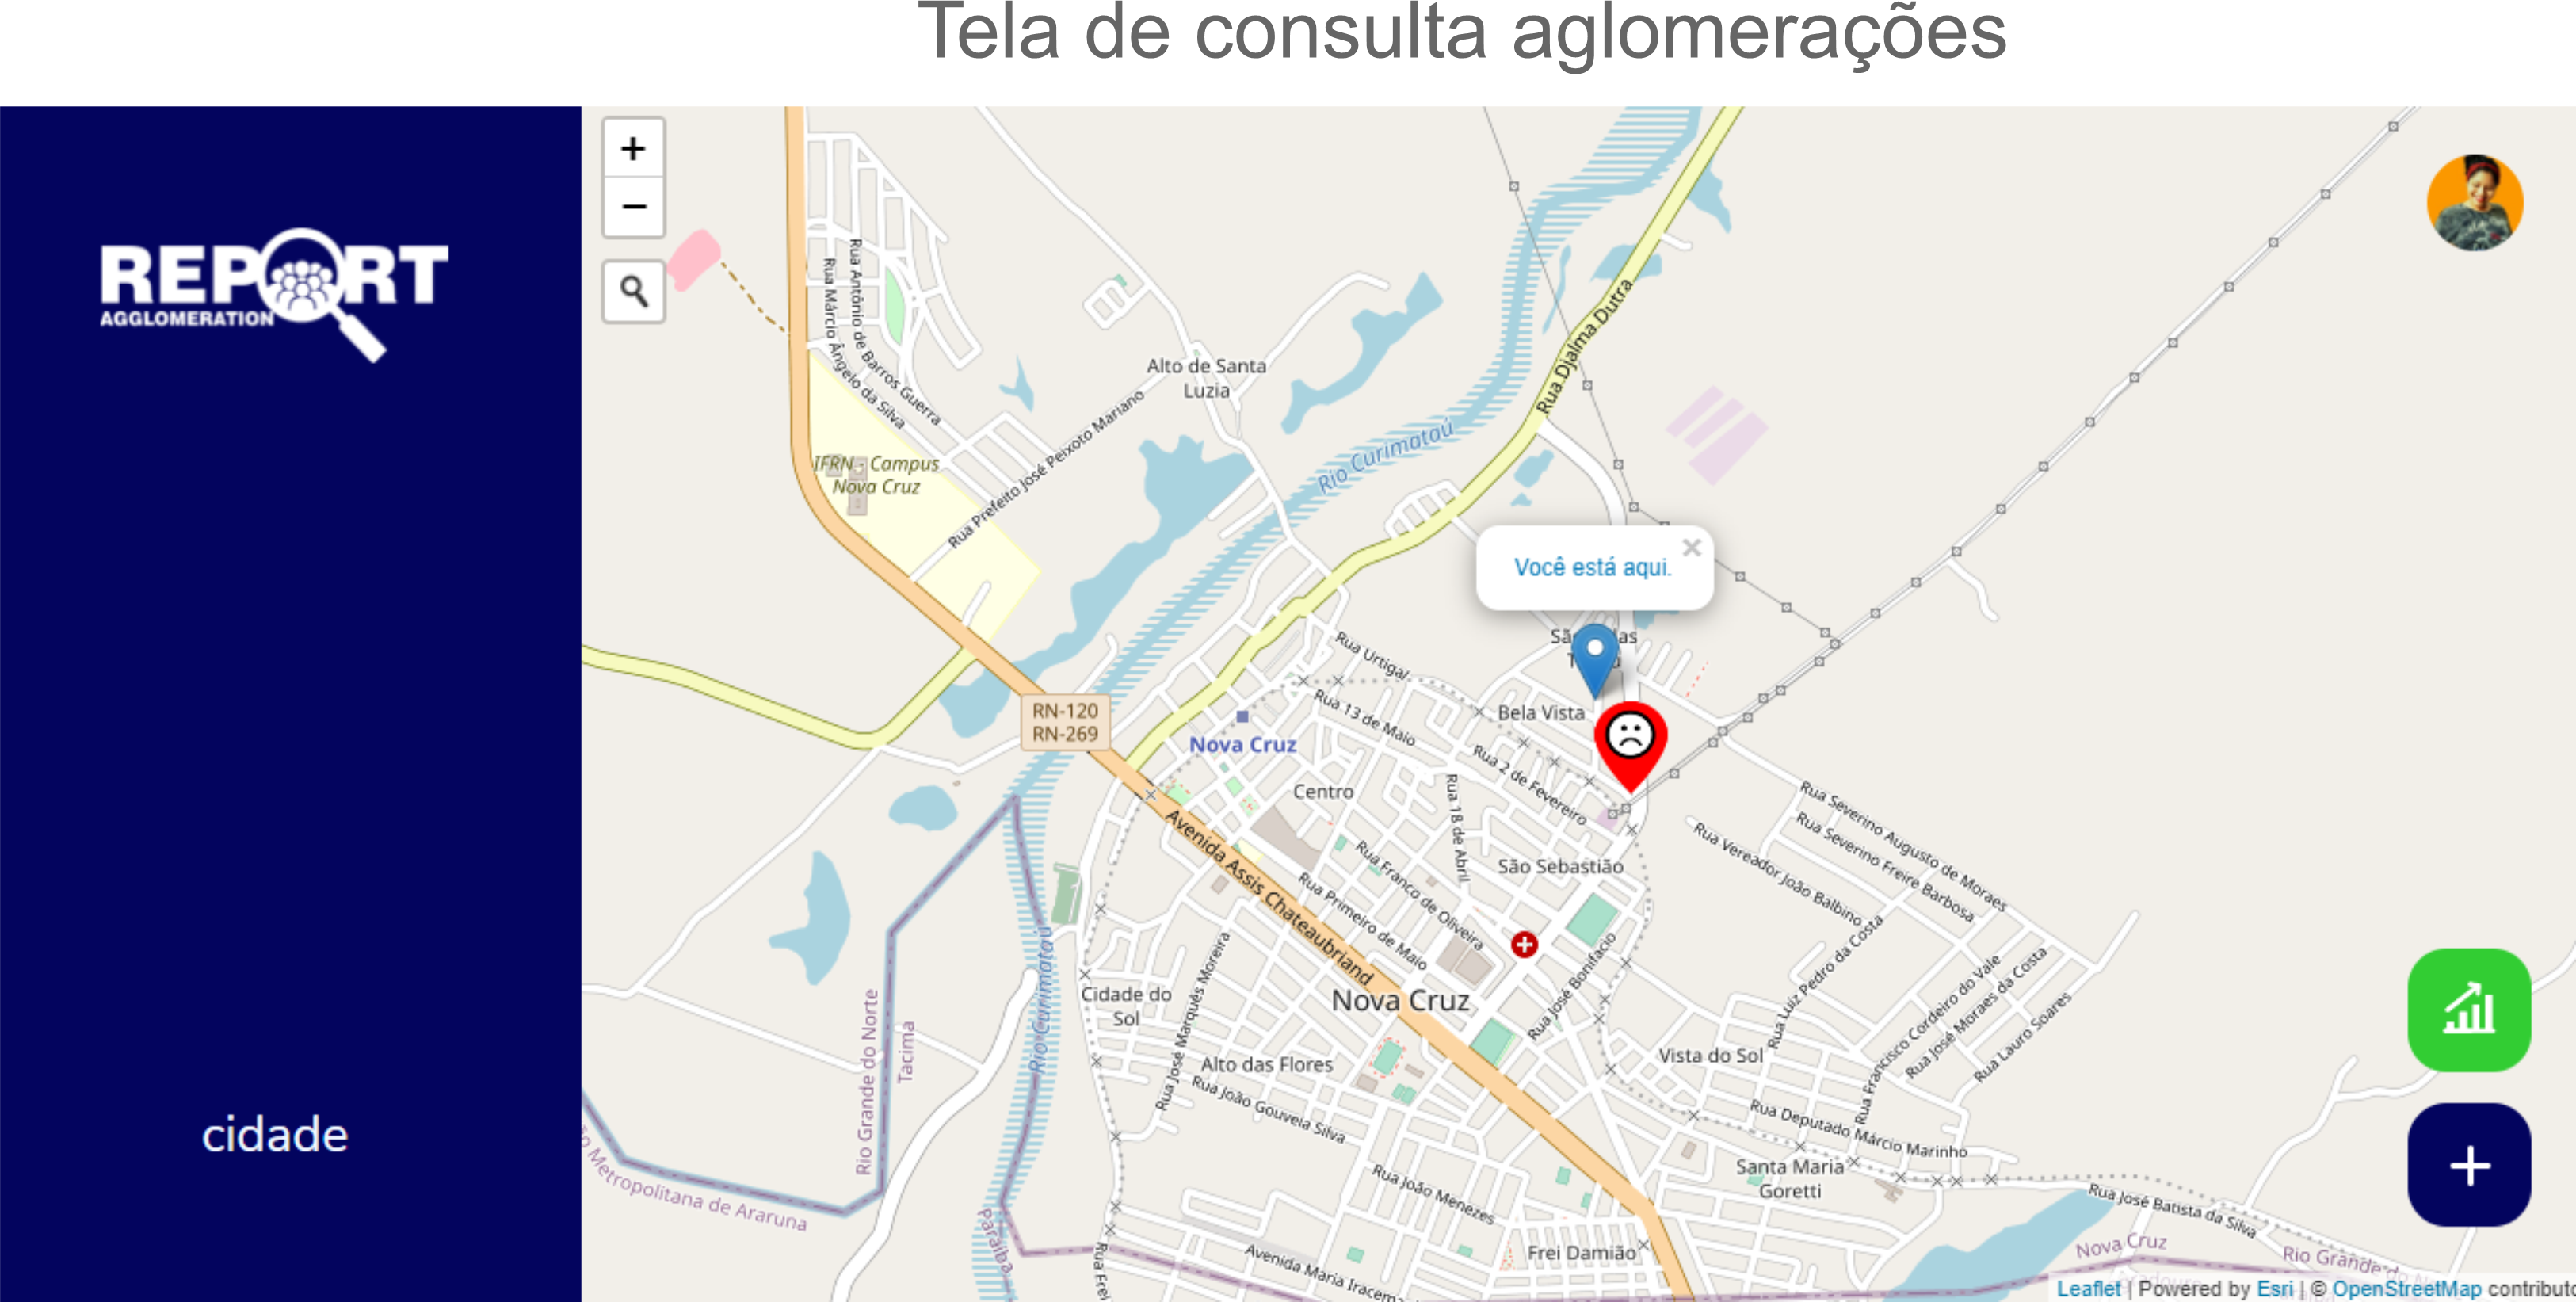 Tela de consulta aglomerações
REPORT
AGGLOMERATION
cidade
+
−
Rua Antônio de Barros Guerra
Rua Márcio Ângelo da Silva
Alto de Santa
Luzia
Rua Prefeito José Peixoto Mariano
IFRN - Campus
Nova Cruz
Rio Curimataú
Rua Djalma Dutra
Você está aqui.
×
Rua Urtigal
Rua 13 de Maio
Bela Vista
RN-120
RN-269
Nova Cruz
Rua 2 de Fevereiro
Centro
Rua 18 de Abril
Avenida Assis Chateaubriand
São Sebastião
Rua Franco de Oliveira
Rua Primeiro de Maio
Rua Severino Augusto de Moraes
Rua Severino Freire Barbosa
Rua Vereador João Balbino
Rua Luiz Pedro da Costa
Rua Francisco Cordeiro do Vale
Rua José Moraes da Costa
Rua Lauro Soares
Rua José Bonifacio
Nova Cruz
Cidade do
Sol
Rua José Marquês Moreira
Rio Curimataú
Rio Grande do Norte
Tacima
Alto das Flores
Rua João Gouveia Silva
Vista do Sol
Rua Deputado Márcio Marinho
Santa Maria
Goretti
Rua João Menezes
Rua José Batista da Silva
Metropolitana de Araruna
Paraíba
Rua Frei
Avenida Maria Iracema
Frei Damião
Nova Cruz
Rio Grande do
+
Leaflet | Powered by Esri | © OpenStreetMap contributo